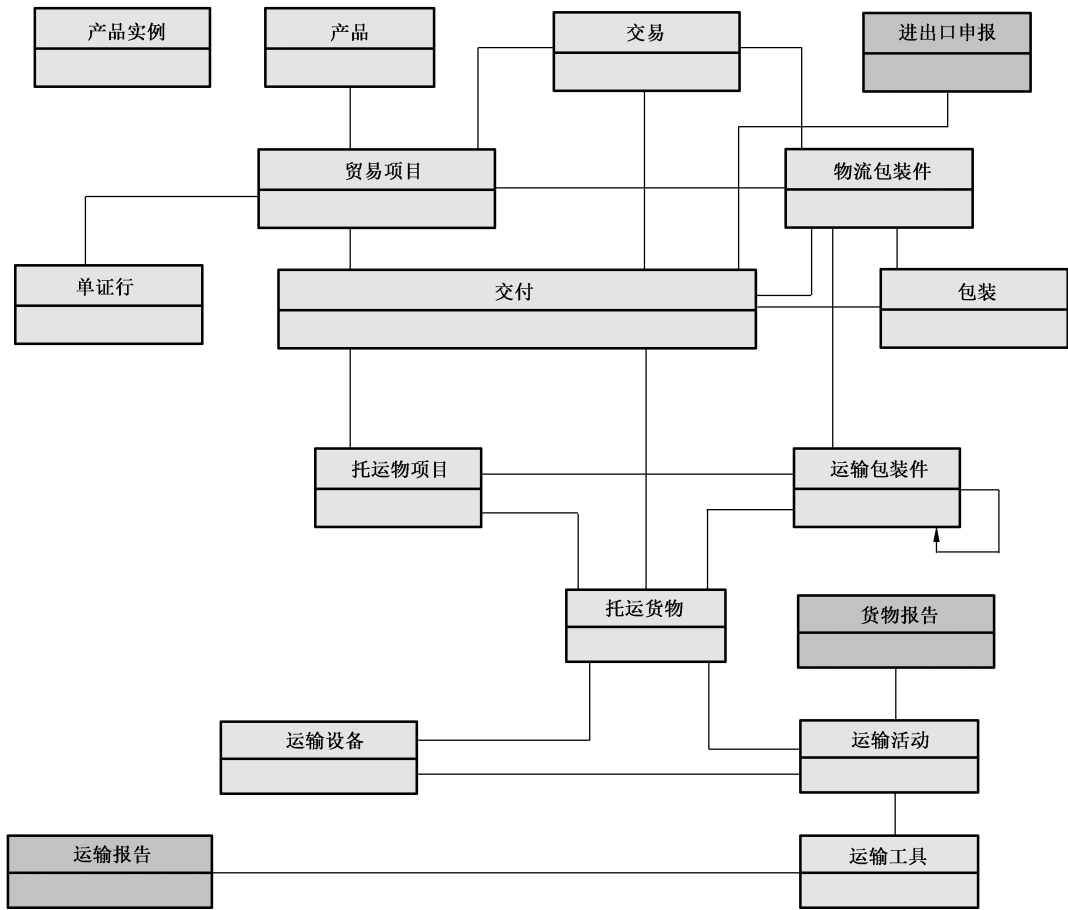 产品实例
产品
交易
进出口申报
贸易项目
物流包装件
单证行
交付
包装
托运物项目
运输包装件
托运货物
货物报告
运输设备
运输活动
运输报告
运输工具